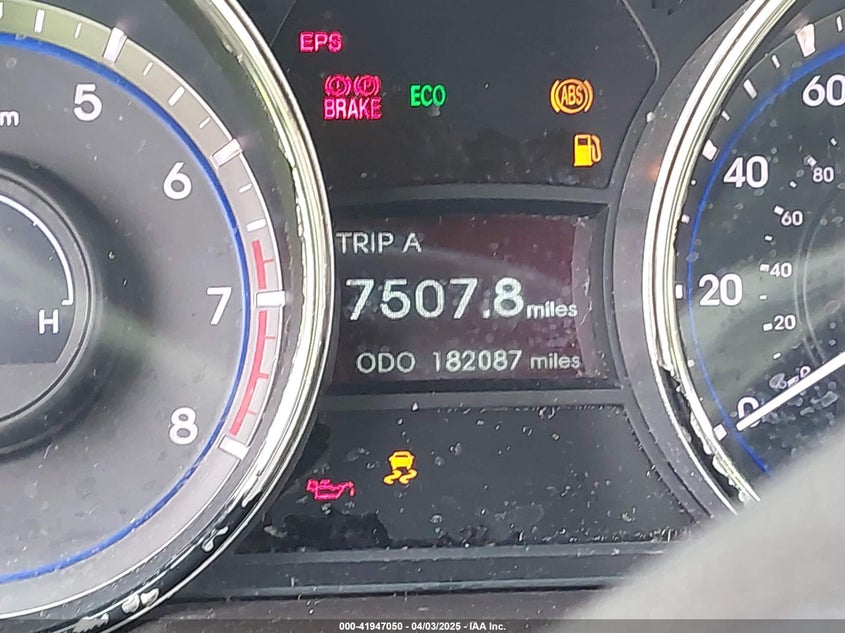 EPS
BRAKE
ECO
ABS
TRIP A
7507.8 miles
ODO 182087 miles
5
6
7
8
H
60
40
20
0
80
60
40
20
000-41947050 - 04/03/2025 - IAA Inc.